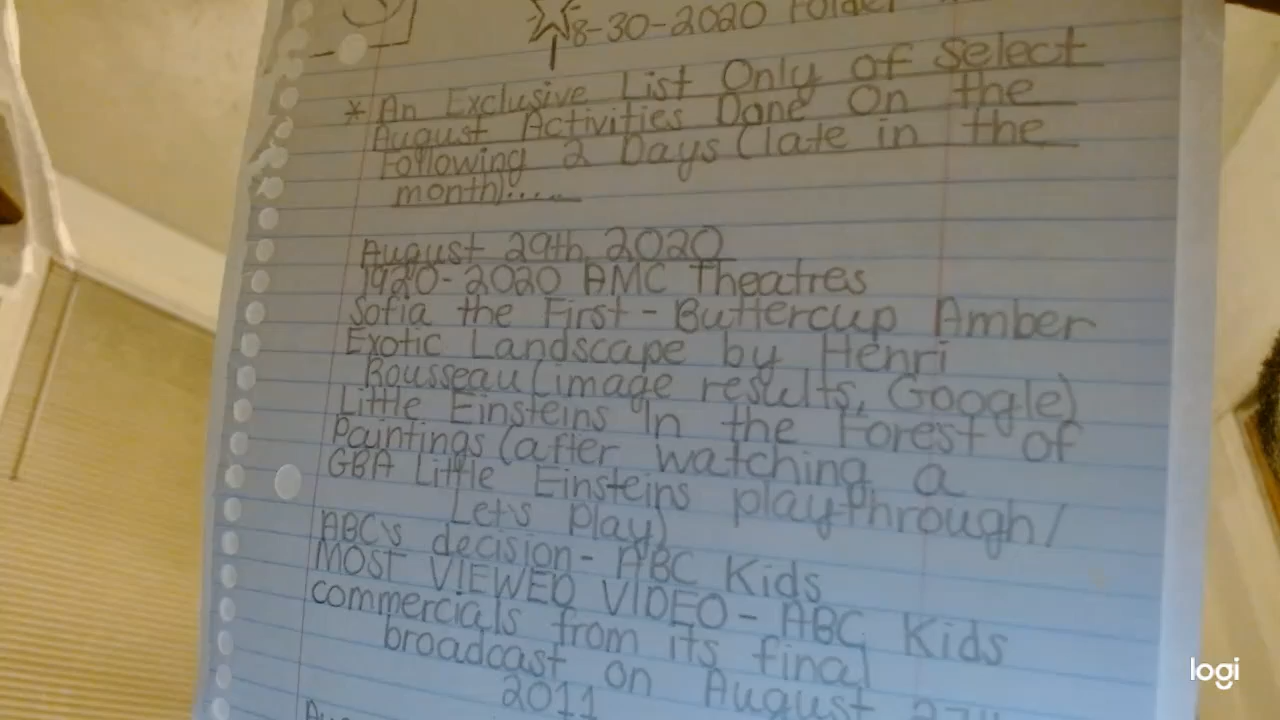 8-30-2020 Folder
* An Exclusive List Only of Select
August Activities Done On the
Following 2 Days (late in the
month):....
August 29th, 2020
1920-2020 AMC Theatres
Sofia the First - Buttercup Amber
Exotic Landscape by Henri
Rousseau (image results, Google)
Little Einsteins In the Forest of
Paintings (after watching a
GBA Little Einsteins playthrough/
Let's Play)
ABC's decision - ABC Kids
MOST VIEWED VIDEO - ABC Kids
commercials from its final
broadcast on August
2011
logi